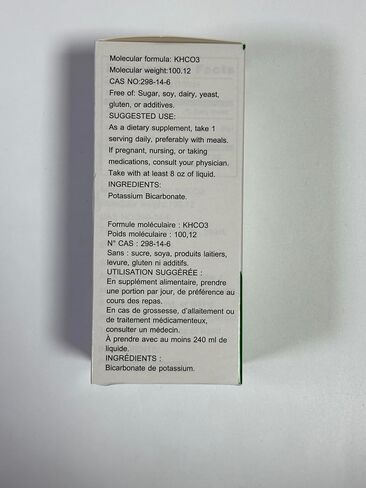 Molecular formula: KHCO3
Molecular weight:100.12
CAS NO:298-14-6
Free of: Sugar, soy, dairy, yeast,
gluten, or additives.
SUGGESTED USE:
As a dietary supplement, take 1
serving daily, preferably with meals.
If pregnant, nursing, or taking
medications, consult your physician.
Take with at least 8 oz of liquid.
INGREDIENTS:
Potassium Bicarbonate.
Formule moléculaire : KHCO3
Poids moléculaire : 100,12
N° CAS : 298-14-6
Sans : sucre, soya, produits laitiers,
levure, gluten ni additifs.
UTILISATION SUGGÉRÉE :
En supplément alimentaire, prendre
une portion par jour, de préférence au
cours des repas.
En cas de grossesse, d'allaitement ou
de traitement médicamenteux,
consulter un médecin.
À prendre avec au moins 240 ml de
liquide.
INGRÉDIENTS :
Bicarbonate de potassium.